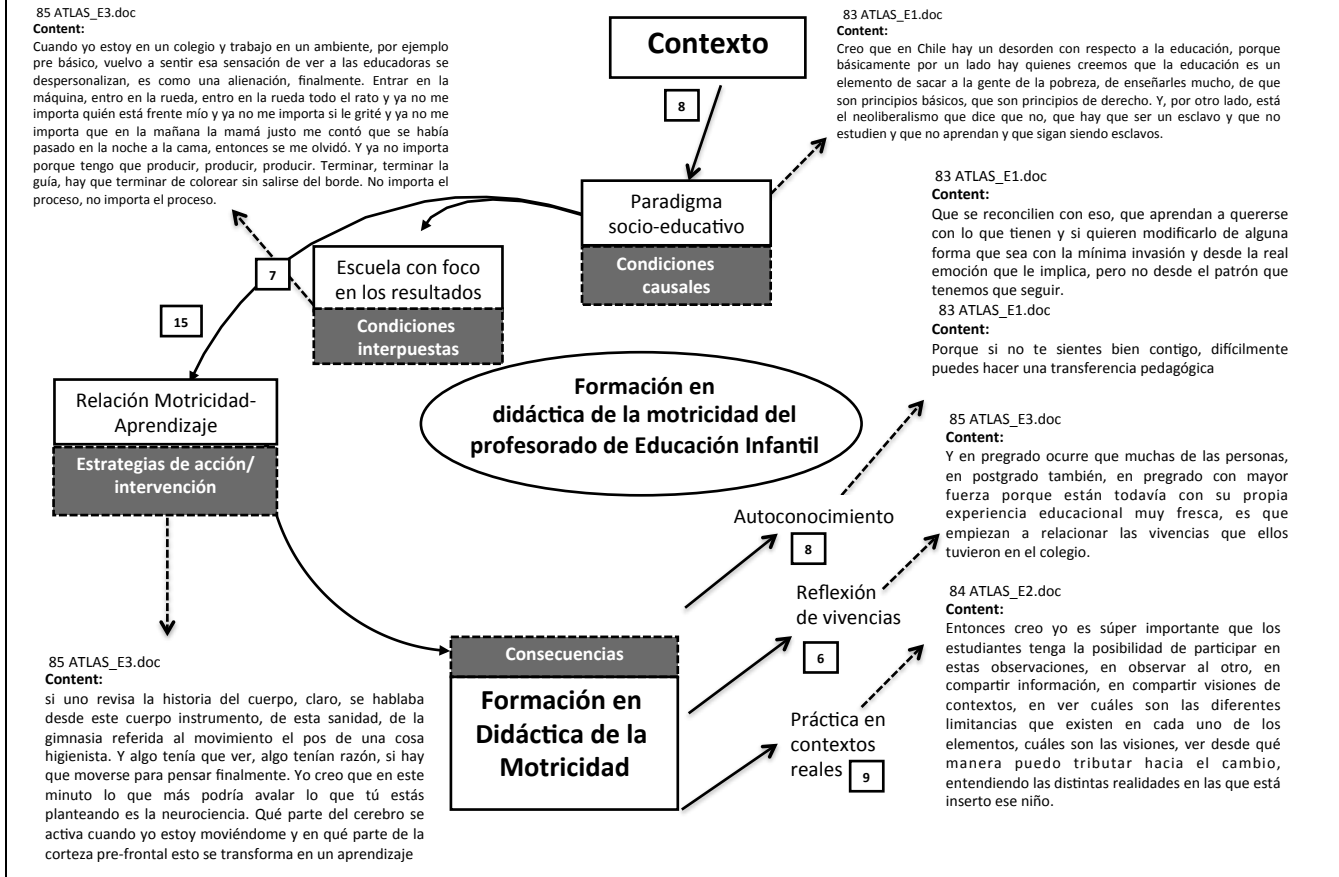 85 ATLAS_E3.doc
Content:
Cuando yo estoy en un colegio y trabajo en un ambiente, por ejemplo
pre básico, vuelvo a sentir esa sensación de ver a las educadoras se
despersonalizan, es como una alienación, finalmente. Entrar en la
máquina, entro en la rueda, entro en la rueda todo el rato y ya no me
importa quién está frente mío y ya no me importa si le grité y ya no me
importa que en la mañana la mamá justo me contó que se había
pasado en la noche a la cama, entonces se me olvidó. Y ya no importa
porque tengo que producir, producir, producir. Terminar, terminar la
guía, hay que terminar de colorear sin salirse del borde. No importa el
proceso, no importa el proceso.
Contexto
8
83 ATLAS_E1.doc
Content:
Creo que en Chile hay un desorden con respecto a la educación, porque
básicamente por un lado hay quienes creemos que la educación es un
elemento de sacar a la gente de la pobreza, de enseñarles mucho, de que
son principios básicos, que son principios de derecho. Y, por otro lado, está
el neoliberalismo que dice que no, que hay que ser un esclavo y que no
estudien y que no aprendan y que sigan siendo esclavos.
Paradigma
socio-educativo
Condiciones
causales
7
Escuela con foco
en los resultados
Condiciones
interpuestas
15
Relación Motricidad-
Aprendizaje
Estrategias de acción/
intervención
Formación en
didáctica de la motricidad del
profesorado de Educación Infantil
83 ATLAS_E1.doc
Content:
Que se reconcilien con eso, que aprendan a quererse
con lo que tienen y si quieren modificarlo de alguna
forma que sea con la mínima invasión y desde la real
emoción que le implica, pero no desde el patrón que
tenemos que seguir.
83 ATLAS_E1.doc
Content:
Porque si no te sientes bien contigo, difícilmente
puedes hacer una transferencia pedagógica
85 ATLAS_E3.doc
Content:
Y en pregrado ocurre que muchas de las personas,
en postgrado también, en pregrado con mayor
fuerza porque están todavía con su propia
experiencia educacional muy fresca, es que
empiezan a relacionar las vivencias que ellos
tuvieron en el colegio.
Autoconocimiento
8
Reflexión
de vivencias
6
Práctica en
contextos
reales 9
84 ATLAS_E2.doc
Content:
Entonces creo yo es súper importante que los
estudiantes tenga la posibilidad de participar en
estas observaciones, en observar al otro, en
compartir información, en compartir visiones de
contextos, en ver cuáles son las diferentes
limitancias que existen en cada uno de los
elementos, cuáles son las visiones, ver desde qué
manera puedo tributar hacia el cambio,
entendiendo las distintas realidades en las que está
inserto ese niño.
Consecuencias
Formación en
Didáctica de la
Motricidad
85 ATLAS_E3.doc
Content:
si uno revisa la historia del cuerpo, claro, se hablaba
desde este cuerpo instrumento, de esta sanidad, de la
gimnasia referida al movimiento el pos de una cosa
higienista. Y algo tenía que ver, algo tenían razón, si hay
que moverse para pensar finalmente. Yo creo que en este
minuto lo que más podría avalar lo que tú estás
planteando es la neurociencia. Qué parte del cerebro se
activa cuando yo estoy moviéndome y en qué parte de la
corteza pre-frontal esto se transforma en un aprendizaje